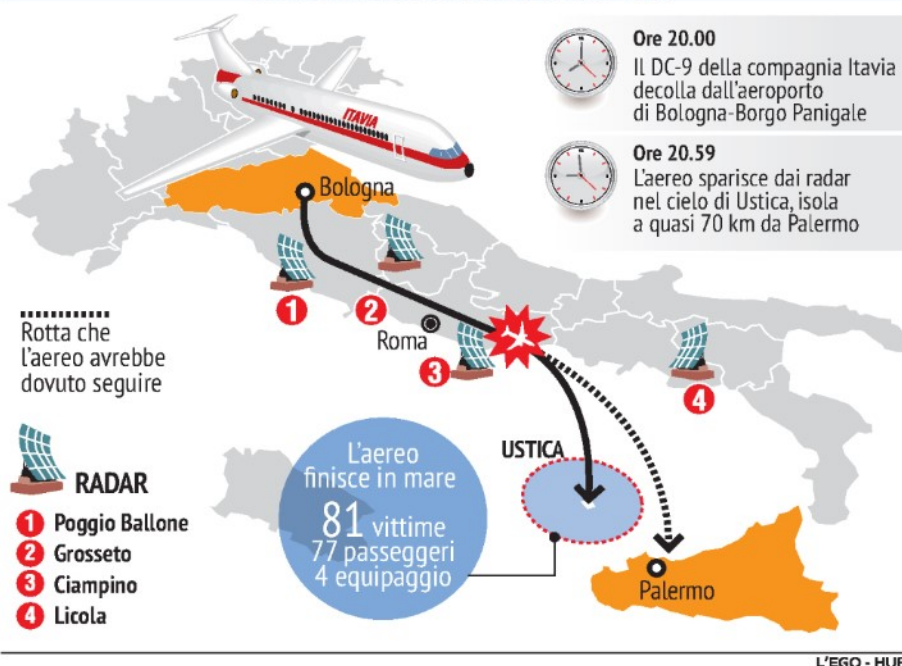 Ore 20.00
Il DC-9 della compagnia Itavia
decolla dall'aeroporto
di Bologna-Borgo Panigale
Ore 20.59
L'aereo sparisce dai radar
nel cielo di Ustica, isola
a quasi 70 km da Palermo
ITAVIA
Bologna
1
2
Roma
3
4
Rotta che
l'aereo avrebbe
dovuto seguire
RADAR
1 Poggio Ballone
2 Grosseto
3 Ciampino
4 Licola
L'aereo
finisce in mare
81 vittime
77 passeggeri
4 equipaggio
USTICA
Palermo
L'EGO - HUB